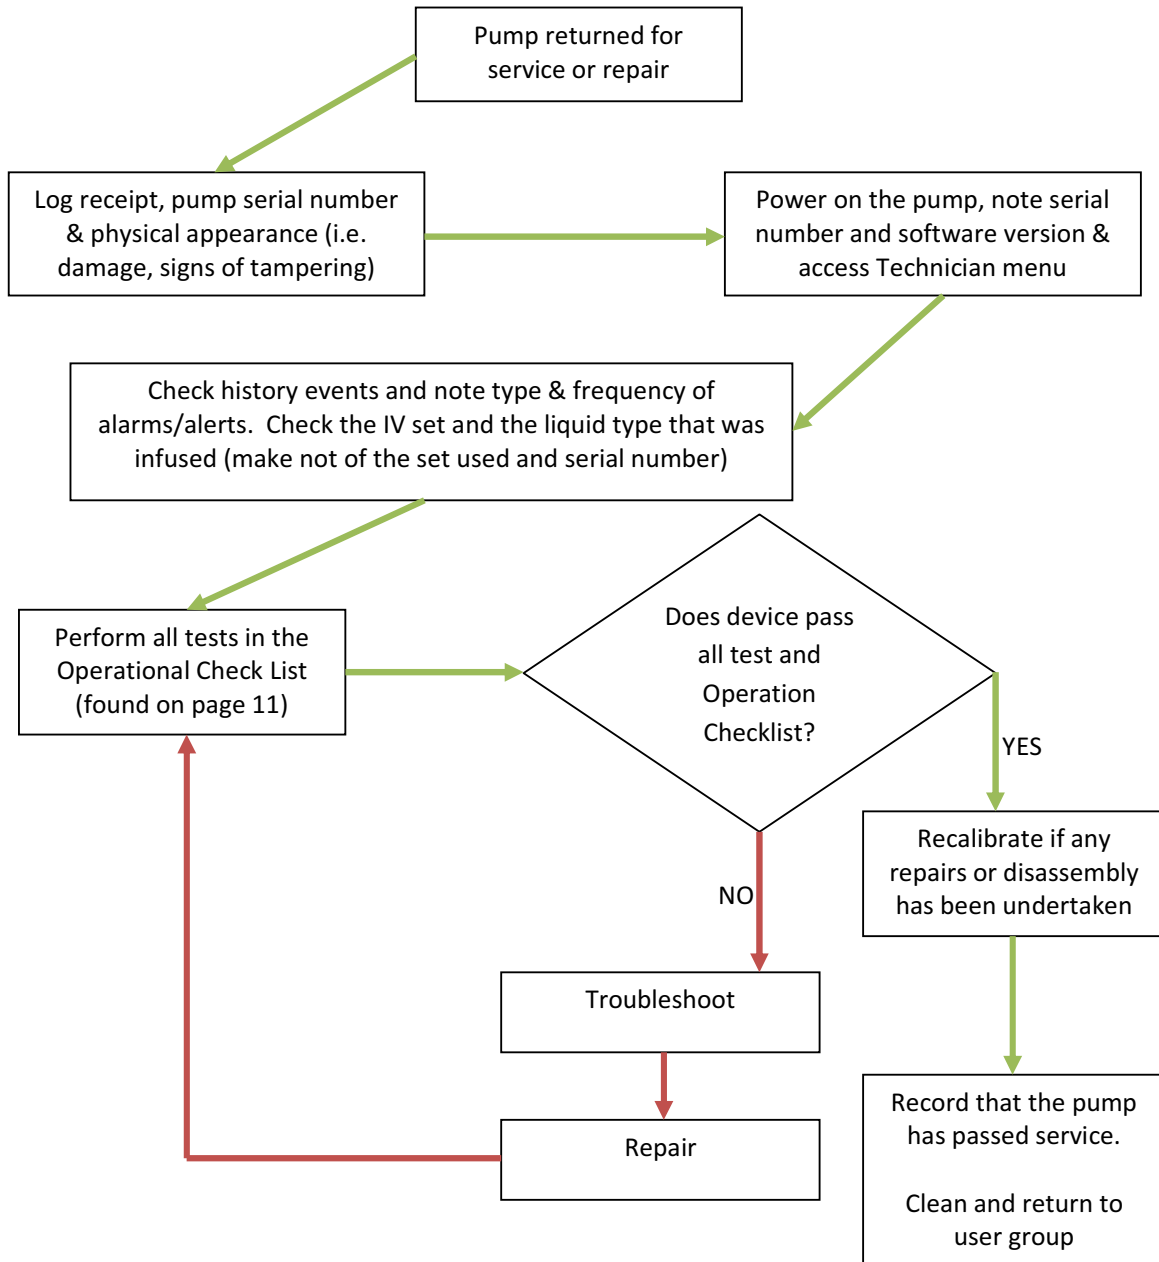 Pump returned for
service or repair
Log receipt, pump serial number
& physical appearance (i.e.
damage, signs of tampering)
Power on the pump, note serial
number and software version &
access Technician menu
Check history events and note type & frequency of
alarms/alerts.  Check the IV set and the liquid type that was
infused (make not of the set used and serial number)
Perform all tests in the
Operational Check List
(found on page 11)
Does device pass
all test and
Operation
Checklist?
YES
NO
Recalibrate if any
repairs or disassembly
has been undertaken
Troubleshoot
Repair
Record that the pump
has passed service.
Clean and return to
user group